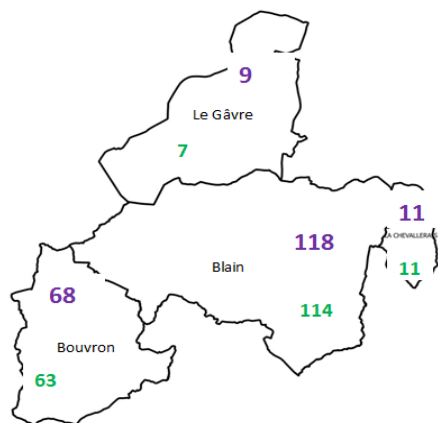 9
Le Gâvre
7
11
LA CHEVALLERAIS
118
11
Blain
68
114
Bouvron
63